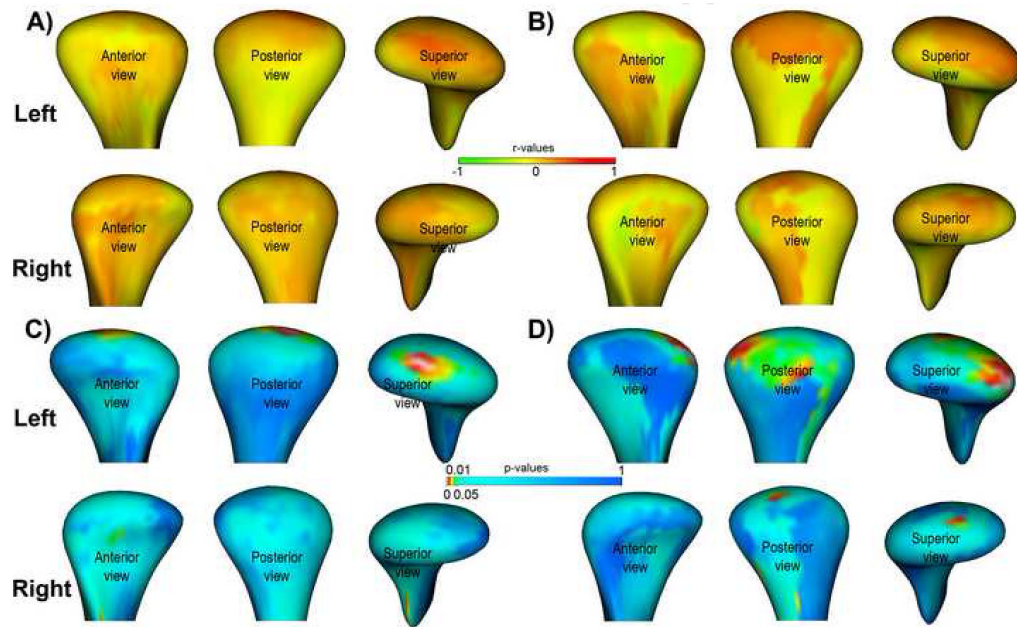 A)
B)
Anterior
view
Posterior
view
Superior
view
Anterior
view
Posterior
view
Superior
view
Left
r-values
-1
0
1
Anterior
view
Posterior
view
Superior
view
Anterior
view
Posterior
view
Superior
view
Right
C)
D)
Anterior
view
Posterior
view
Superior
view
Anterior
view
Posterior
view
Superior
view
Left
0.01
p-values
1
0 0.05
Anterior
view
Posterior
view
Superior
view
Anterior
view
Posterior
view
Superior
view
Right